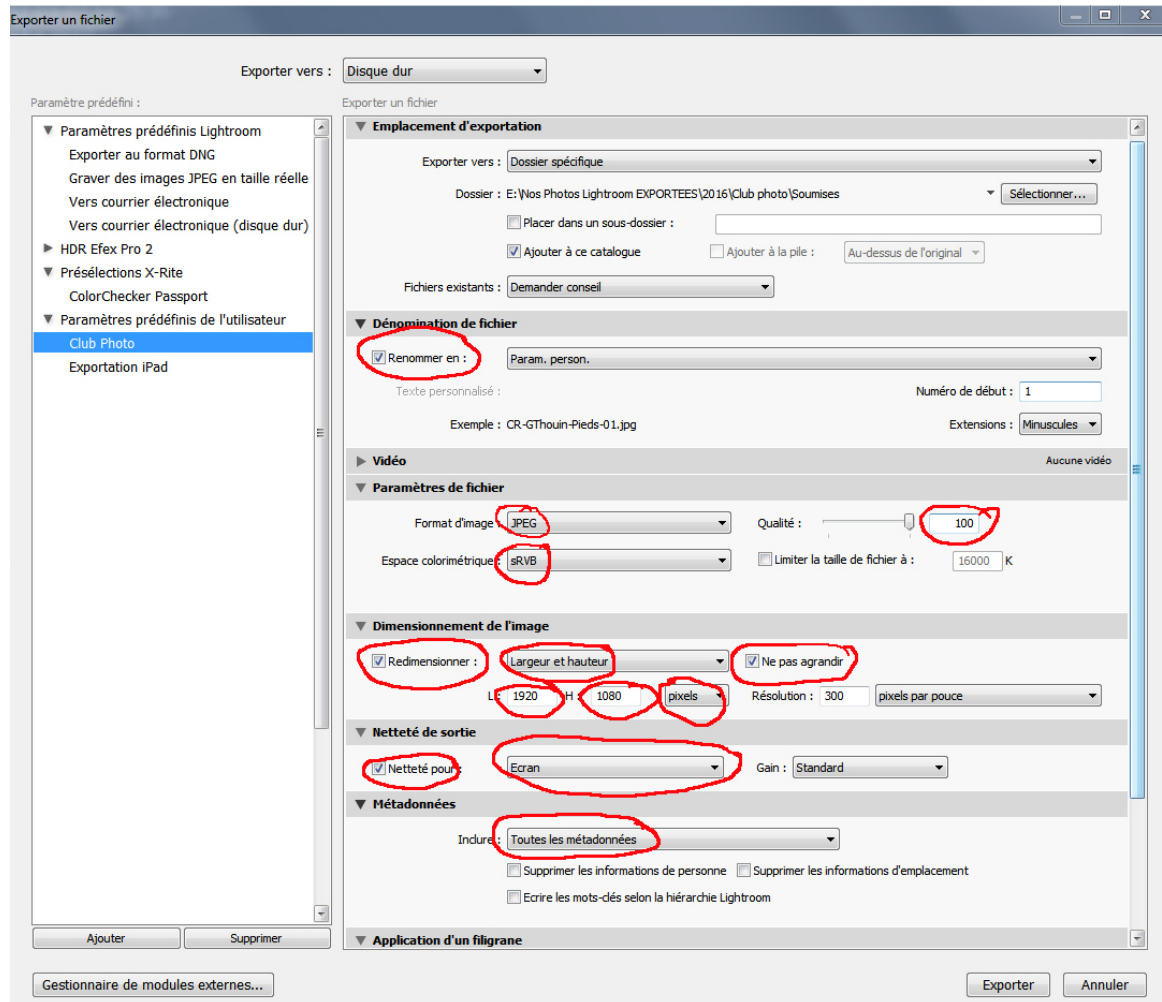 Exporter un fichier
Exporter vers : Disque dur
Paramètre prédéfini :
Paramètres prédéfinis Lightroom
Exporter au format DNG
Graver des images JPEG en taille réelle
Vers courrier électronique
Vers courrier électronique (disque dur)
HDR Efex Pro 2
Présélections X-Rite
ColorChecker Passport
Paramètres prédéfinis de l'utilisateur
Club Photo
Exportation iPad
Ajouter Supprimer
Exporter un fichier
Emplacement d'exportation
Exporter vers : Dossier spécifique
Dossier : E:\Nos Photos Lightroom EXPORTEES\2016\Club photo\Soumises Sélectionner...
Placer dans un sous-dossier :
Ajouter à ce catalogue Ajouter à la pile : Au-dessus de l'original
Fichiers existants : Demander conseil
Dénomination de fichier
Renommer en : Param. person.
Texte personnalisé : Numéro de début : 1
Exemple : CR-GThouin-Pieds-01.jpg Extensions : Minuscules
Vidéo Aucune vidéo
Paramètres de fichier
Format d'image : JPEG Qualité : 100
Espace colorimétrique : sRVB Limiter la taille de fichier à : 16000 K
Dimensionnement de l'image
Redimensionner : Largeur et hauteur Ne pas agrandir
L : 1920 H : 1080 pixels Résolution : 300 pixels par pouce
Netteté de sortie
Netteté pour : Ecran Gain : Standard
Métadonnées
Inclure : Toutes les métadonnées
Supprimer les informations de personne Supprimer les informations d'emplacement
Ecrire les mots-clés selon la hiérarchie Lightroom
Application d'un filigrane
Gestionnaire de modules externes... Exporter Annuler